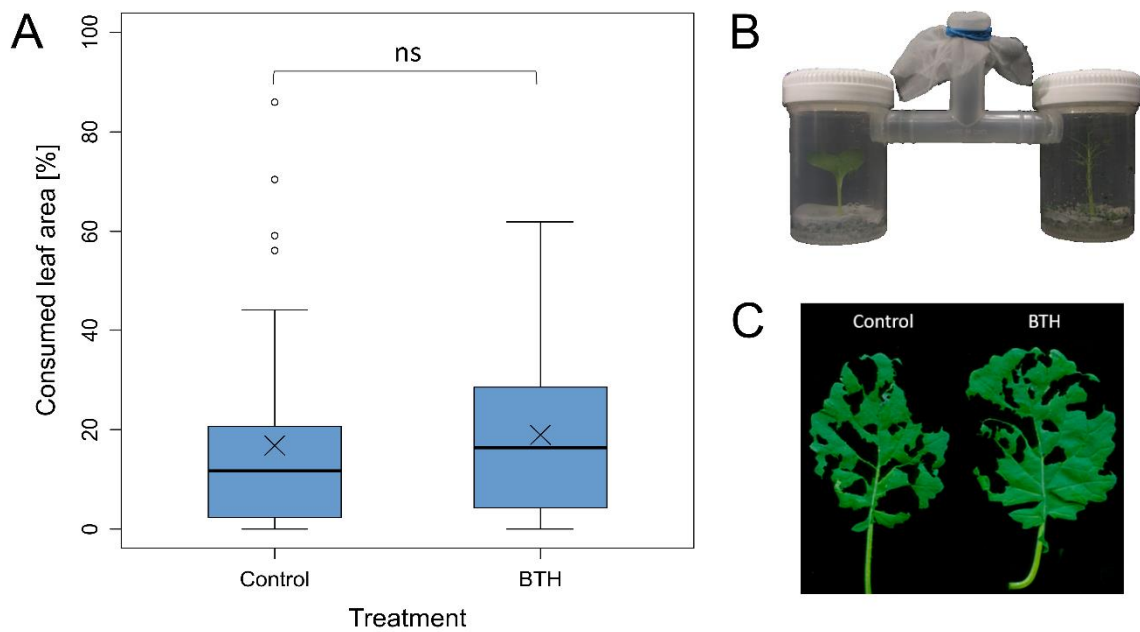 A
100
80
60
40
20
0
Consumed leaf area [%]
ns
Control
BTH
Treatment
B
C
Control
BTH